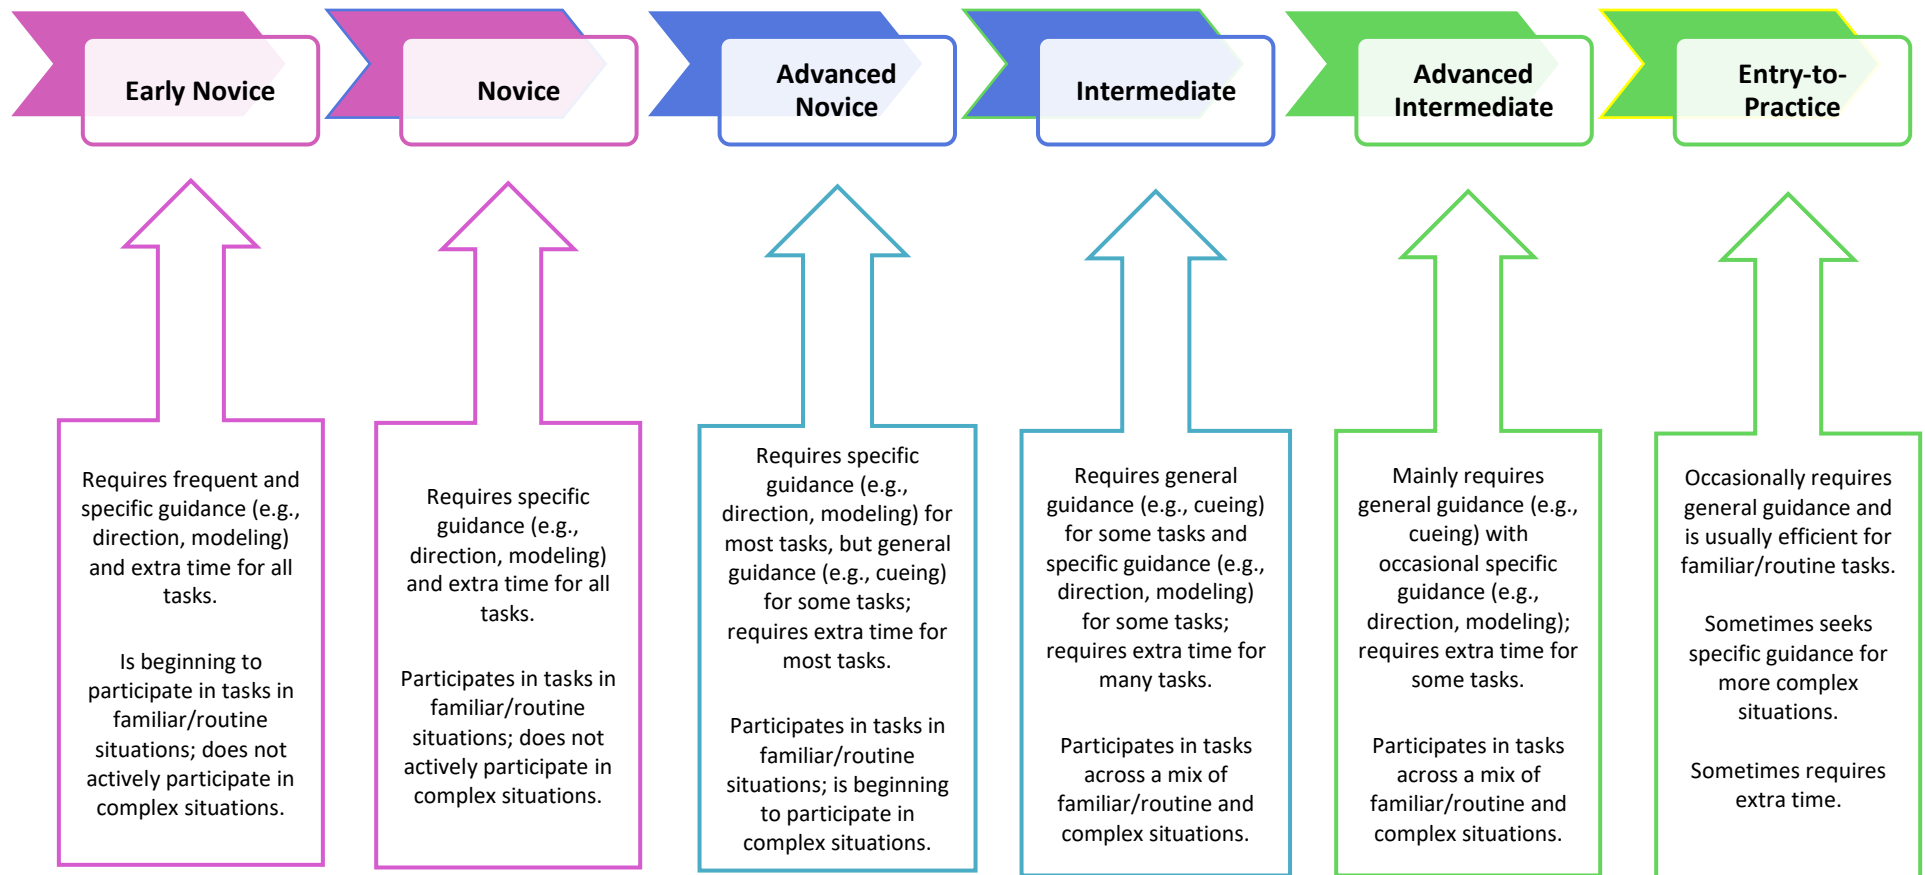 Early Novice
Novice
Advanced
Novice
Intermediate
Advanced
Intermediate
Entry-to-
Practice
Requires frequent and
specific guidance (e.g.,
direction, modeling)
and extra time for all
tasks.
Is beginning to
participate in tasks in
familiar/routine
situations; does not
actively participate in
complex situations.
Requires specific
guidance (e.g.,
direction, modeling)
and extra time for all
tasks.
Participates in tasks in
familiar/routine
situations; does not
actively participate in
complex situations.
Requires specific
guidance (e.g.,
direction, modeling) for
most tasks, but general
guidance (e.g., cueing)
for some tasks;
requires extra time for
most tasks.
Participates in tasks in
familiar/routine
situations; is beginning
to participate in
complex situations.
Requires general
guidance (e.g., cueing)
for some tasks and
specific guidance (e.g.,
direction, modeling)
for some tasks;
requires extra time for
many tasks.
Participates in tasks
across a mix of
familiar/routine and
complex situations.
Mainly requires
general guidance (e.g.,
cueing) with
occasional specific
guidance (e.g.,
direction, modeling);
requires extra time for
some tasks.
Participates in tasks
across a mix of
familiar/routine and
complex situations.
Occasionally requires
general guidance and
is usually efficient for
familiar/routine tasks.
Sometimes seeks
specific guidance for
more complex
situations.
Sometimes requires
extra time.